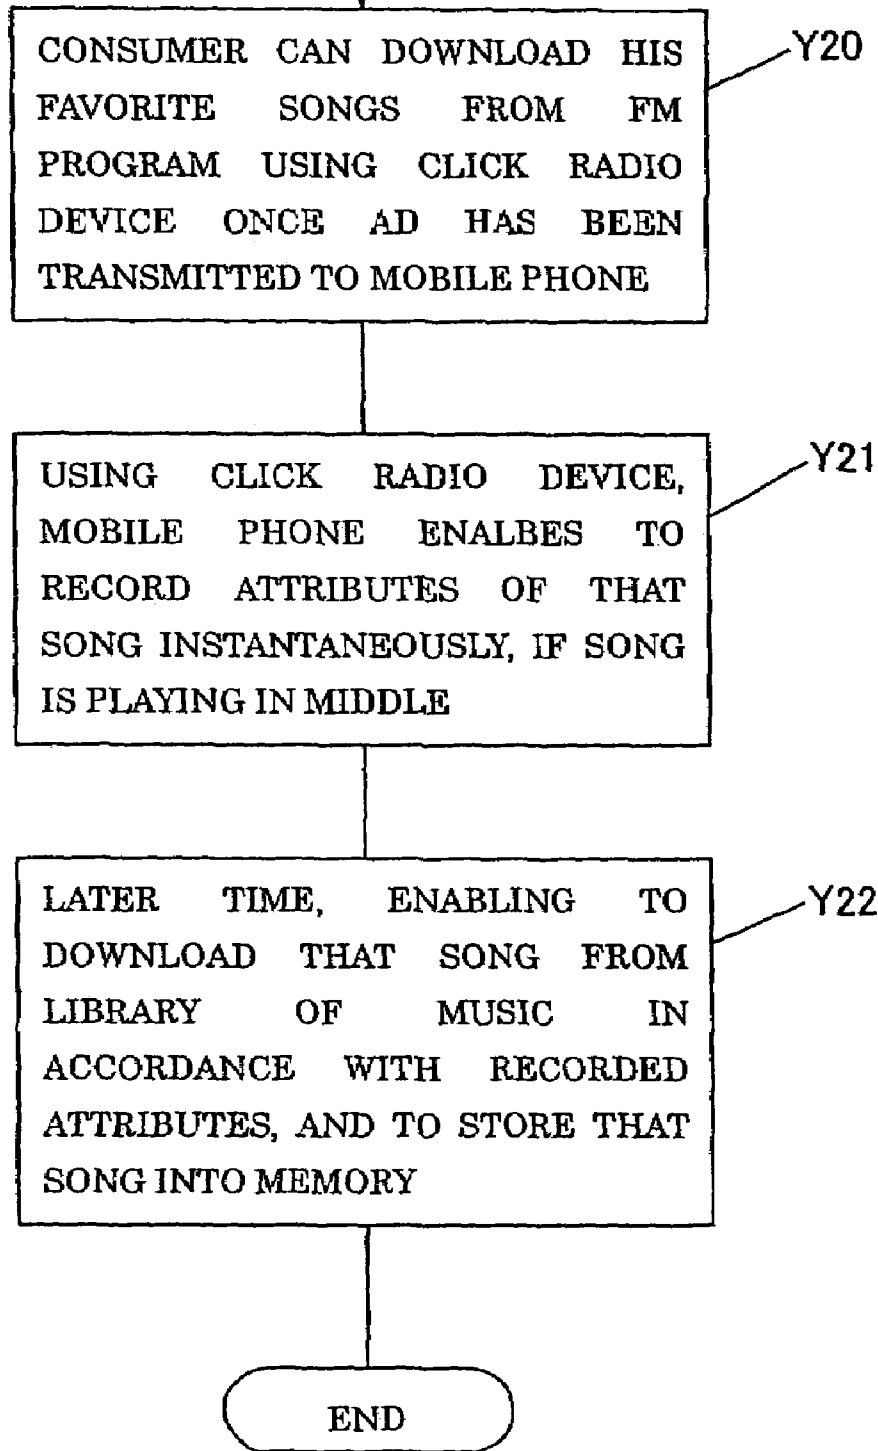 CONSUMER CAN DOWNLOAD HIS
FAVORITE SONGS FROM FM
PROGRAM USING CLICK RADIO
DEVICE ONCE AD HAS BEEN
TRANSMITTED TO MOBILE PHONE
Y20
USING CLICK RADIO DEVICE,
MOBILE PHONE ENALBES TO
RECORD ATTRIBUTES OF THAT
SONG INSTANTANEOUSLY, IF SONG
IS PLAYING IN MIDDLE
Y21
LATER TIME, ENABLING TO
DOWNLOAD THAT SONG FROM
LIBRARY OF MUSIC IN
ACCORDANCE WITH RECORDED
ATTRIBUTES, AND TO STORE THAT
SONG INTO MEMORY
Y22
END